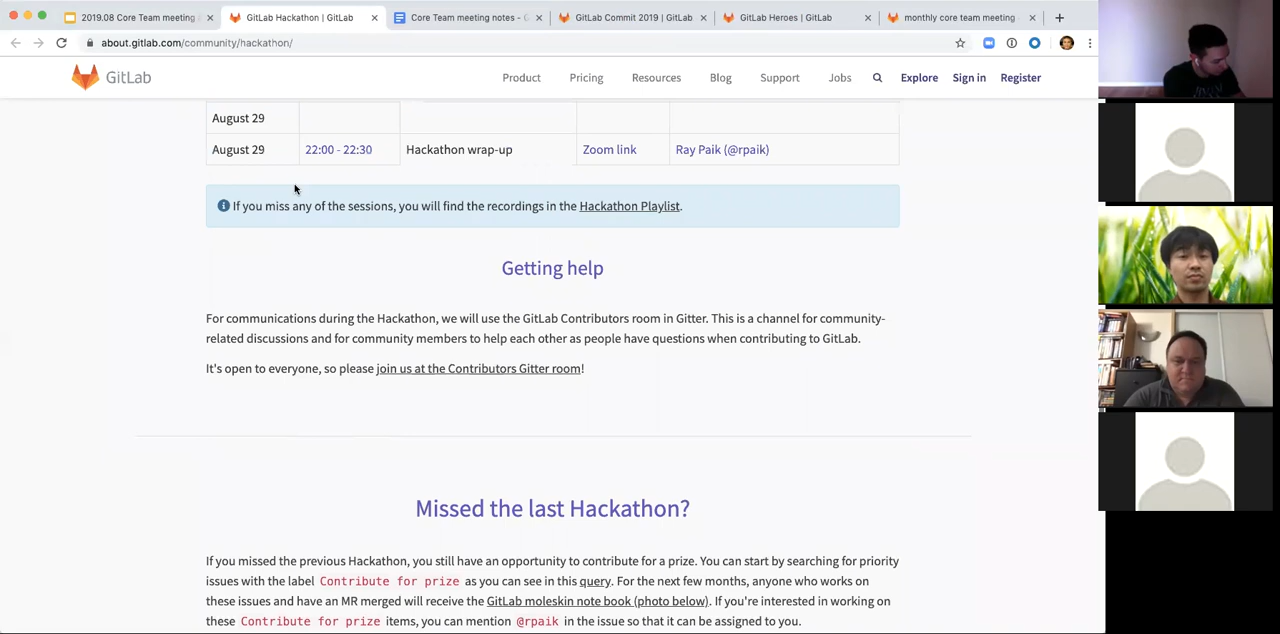 2019.08 Core Team meeting
GitLab Hackathon | GitLab
Core Team meeting notes - G
GitLab Commit 2019 | GitLab
GitLab Heroes | GitLab
monthly core team meeting
about.gitlab.com/community/hackathon/
GitLab
Product
Pricing
Resources
Blog
Support
Jobs
Explore
Sign in
Register
August 29
August 29 22:00 - 22:30 Hackathon wrap-up Zoom link Ray Paik (@rpaik)
If you miss any of the sessions, you will find the recordings in the Hackathon Playlist.
Getting help
For communications during the Hackathon, we will use the GitLab Contributors room in Gitter. This is a channel for community-
related discussions and for community members to help each other as people have questions when contributing to GitLab.
It's open to everyone, so please join us at the Contributors Gitter room!
Missed the last Hackathon?
If you missed the previous Hackathon, you still have an opportunity to contribute for a prize. You can start by searching for priority
issues with the label Contribute for prize as you can see in this query. For the next few months, anyone who works on
these issues and have an MR merged will receive the GitLab moleskin note book (photo below). If you're interested in working on
these Contribute for prize items, you can mention @rpaik in the issue so that it can be assigned to you.